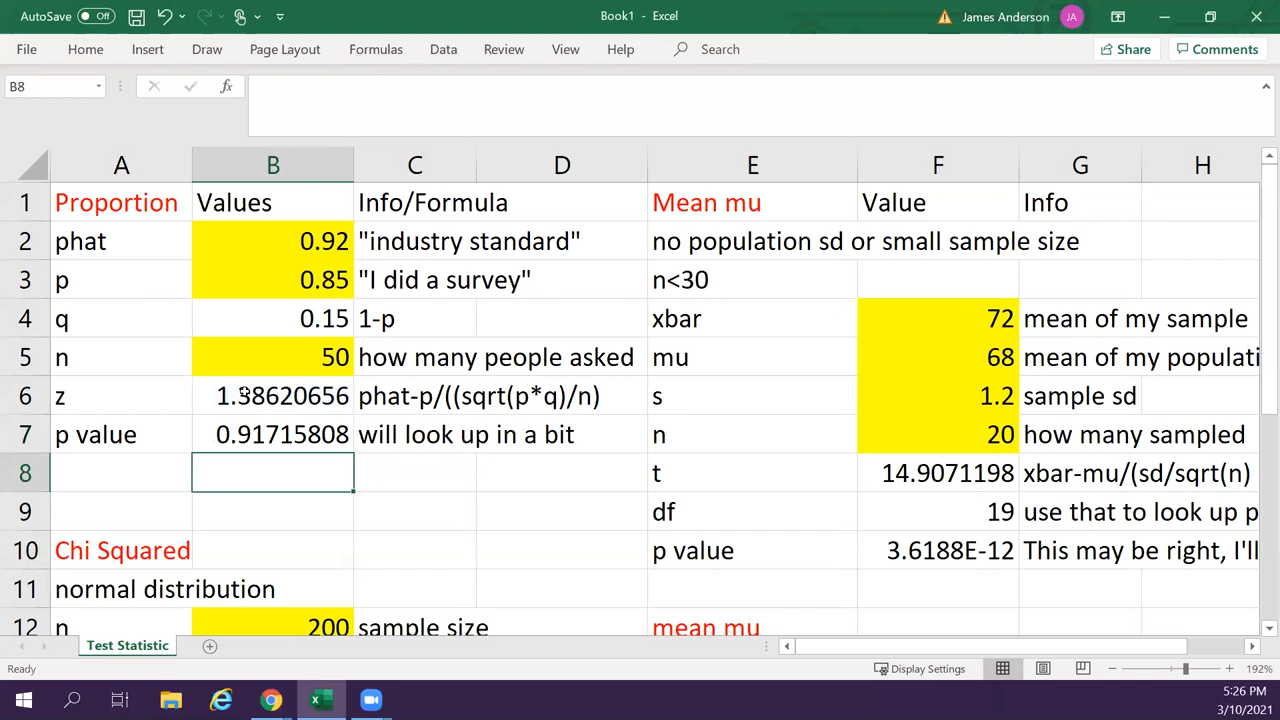 AutoSave Off Book1 - Excel James Anderson JA
File Home Insert Draw Page Layout Formulas Data Review View Help Search Share Comments
B8 fx
A B C D E F G H
1 Proportion Values Info/Formula Mean mu Value Info
2 phat 0.92 "industry standard" no population sd or small sample size
3 p 0.85 "I did a survey" n<30
4 q 0.15 1-p xbar 72 mean of my sample
5 n 50 how many people asked mu 68 mean of my populati
6 z 1.38620656 phat-p/((sqrt(p*q)/n) s 1.2 sample sd
7 p value 0.91715808 will look up in a bit n 20 how many sampled
8 t 14.9071198 xbar-mu/(sd/sqrt(n)
9 df 19 use that to look up p
10 Chi Squared p value 3.6188E-12 This may be right, I'll
11 normal distribution
12 n 200 sample size mean mu
Test Statistic
Ready Display Settings 192%
5:26 PM
3/10/2021